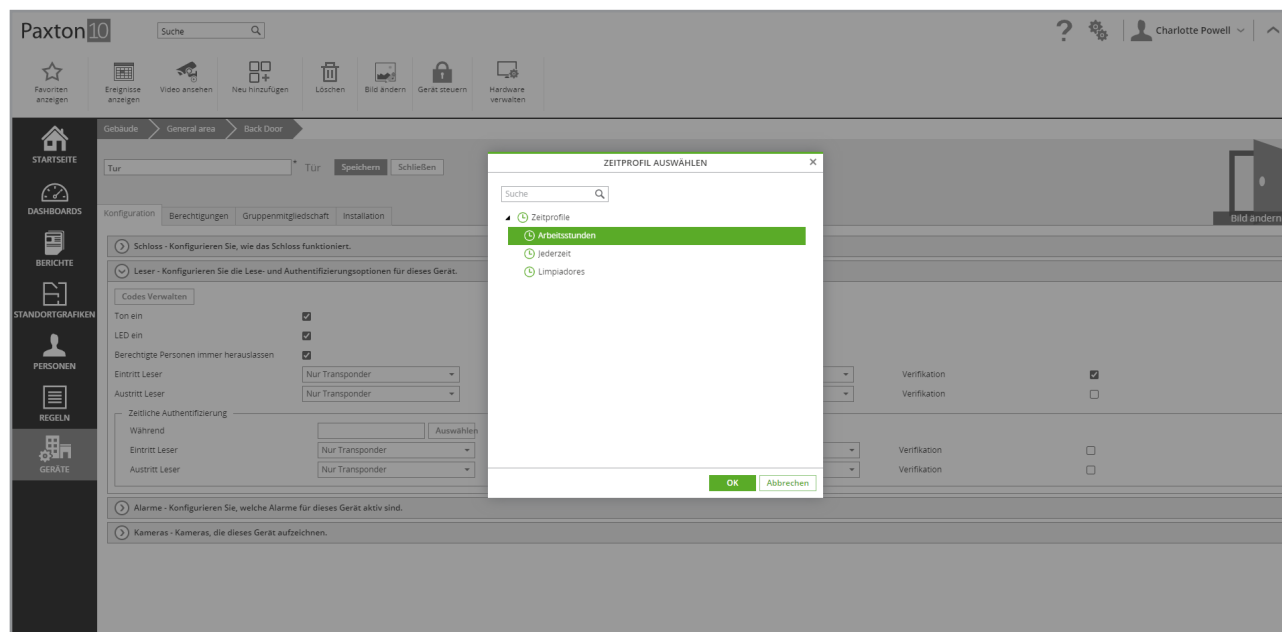 Paxton10
Suche
Charlotte Powell
Favoriten anzeigen
Ereignisse anzeigen
Video ansehen
Neu hinzufügen
Löschen
Bild ändern
Gerät steuern
Hardware verwalten
STARTSEITE
DASHBOARDS
BERICHTE
STANDORTGRAFIKEN
PERSONEN
REGELN
GERÄTE
Gebäude
General area
Back Door
Tur
* Tür
Speichern
Schließen
Bild ändern
Konfiguration
Berechtigungen
Gruppenmitgliedschaft
Installation
Schloss - Konfigurieren Sie, wie das Schloss funktioniert.
Leser - Konfigurieren Sie die Lese- und Authentifizierungsoptionen für dieses Gerät.
Codes Verwalten
Ton ein
LED ein
Berechtigte Personen immer herauslassen
Eintritt Leser Nur Transponder Verifikation
Austritt Leser Nur Transponder Verifikation
Zeitliche Authentifizierung
Während Auswählen
Eintritt Leser Nur Transponder Verifikation
Austritt Leser Nur Transponder Verifikation
Alarme - Konfigurieren Sie, welche Alarme für dieses Gerät aktiv sind.
Kameras - Kameras, die dieses Gerät aufzeichnen.
ZEITPROFIL AUSWÄHLEN
Suche
Zeitprofile
Arbeitsstunden
Jederzeit
Limpiadores
OK
Abbrechen